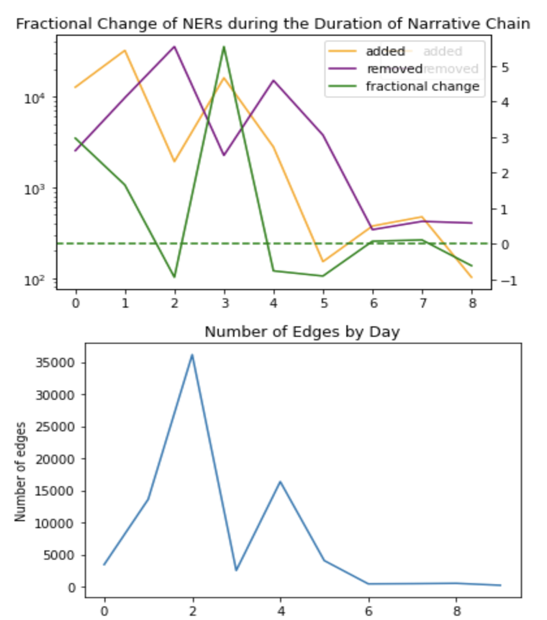 Fractional Change of NERs during the Duration of Narrative Chain
added added
removed removed
fractional change
10⁴
10³
10²
5
4
3
2
1
0
−1
0 1 2 3 4 5 6 7 8
Number of Edges by Day
Number of edges
35000
30000
25000
20000
15000
10000
5000
0
0 2 4 6 8